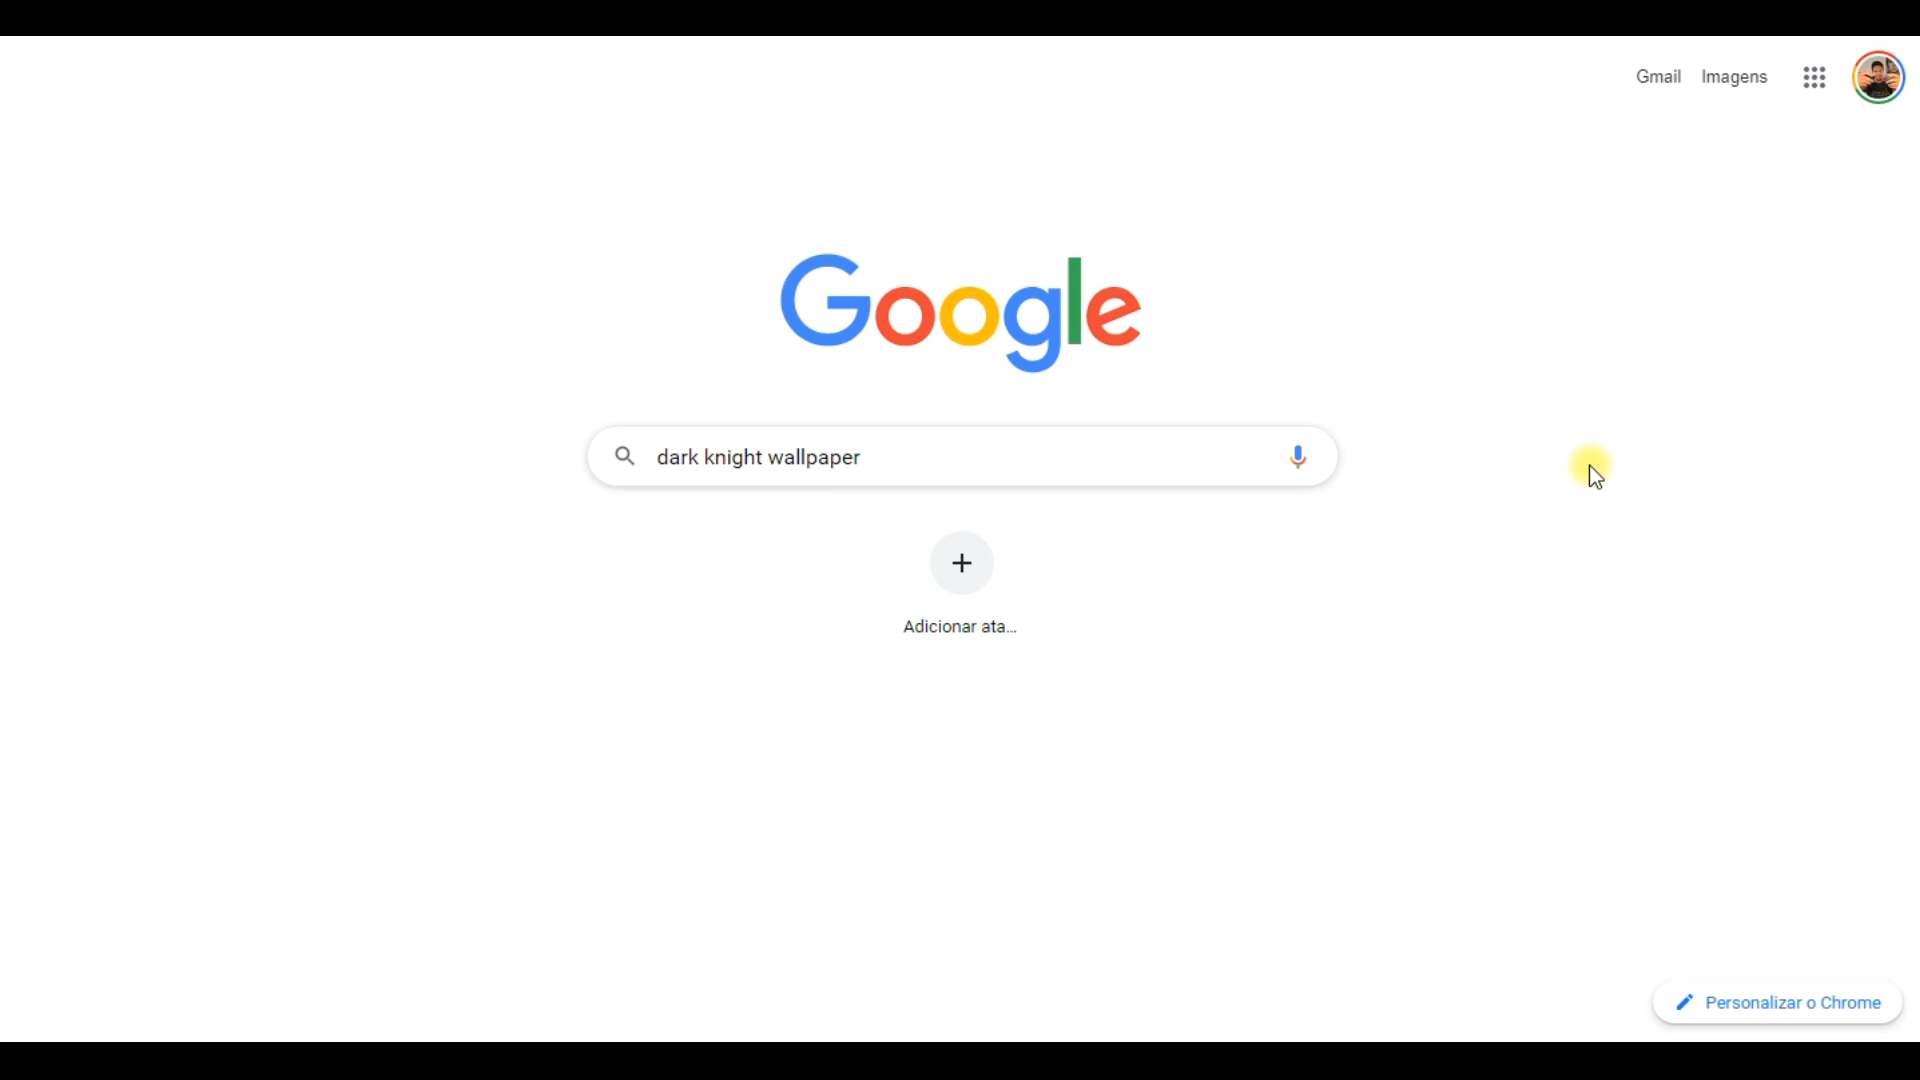 Gmail Imagens
Google
dark knight wallpaper
Adicionar ata...
Personalizar o Chrome